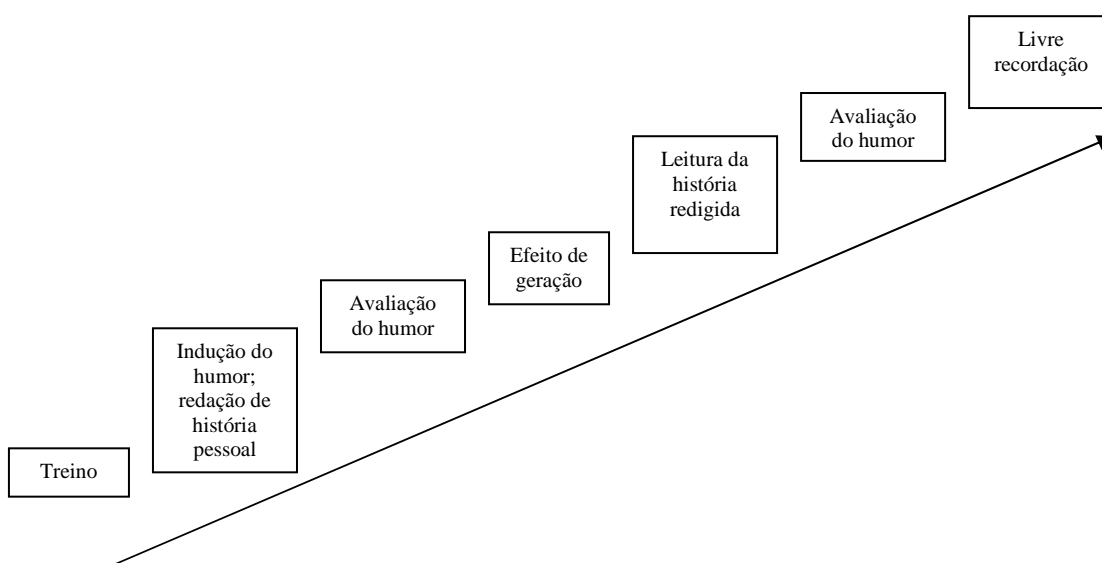 Treino
Indução do
humor;
redação de
história
pessoal
Avaliação
do humor
Efeito de
geração
Leitura da
história
redigida
Avaliação
do humor
Livre
recordação